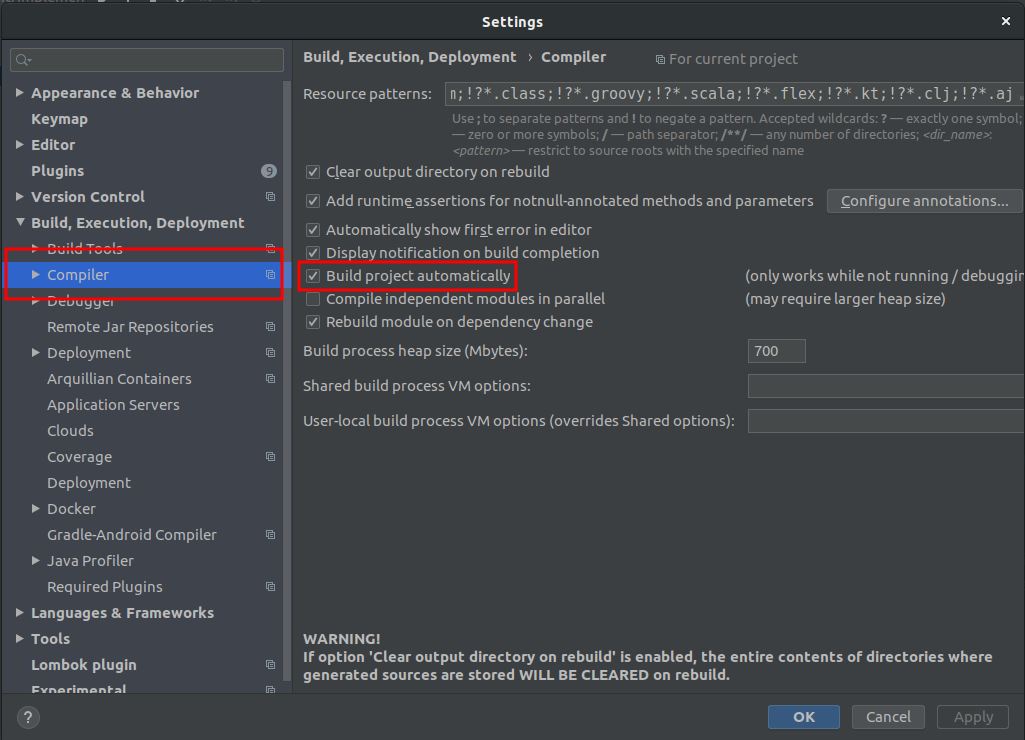 Settings
Build, Execution, Deployment › Compiler For current project
Appearance & Behavior
Keymap
Editor
Plugins 9
Version Control
Build, Execution, Deployment
Build Tools
Compiler
Debugger
Remote Jar Repositories
Deployment
Arquillian Containers
Application Servers
Clouds
Coverage
Deployment
Docker
Gradle-Android Compiler
Java Profiler
Required Plugins
Languages & Frameworks
Tools
Lombok plugin
Experimental
Resource patterns: ;!?*.class;!?*.groovy;!?*.scala;!?*.flex;!?*.kt;!?*.clj;!?*.aj
Use ; to separate patterns and ! to negate a pattern. Accepted wildcards: ? — exactly one symbol;
— zero or more symbols; / — path separator; /**/ — any number of directories; <dir_name>:
<pattern> — restrict to source roots with the specified name
Clear output directory on rebuild
Add runtime assertions for notnull-annotated methods and parameters Configure annotations...
Automatically show first error in editor
Display notification on build completion
Build project automatically (only works while not running / debuggin
Compile independent modules in parallel (may require larger heap size)
Rebuild module on dependency change
Build process heap size (Mbytes): 700
Shared build process VM options:
User-local build process VM options (overrides Shared options):
WARNING!
If option 'Clear output directory on rebuild' is enabled, the entire contents of directories where
generated sources are stored WILL BE CLEARED on rebuild.
? OK Cancel Apply